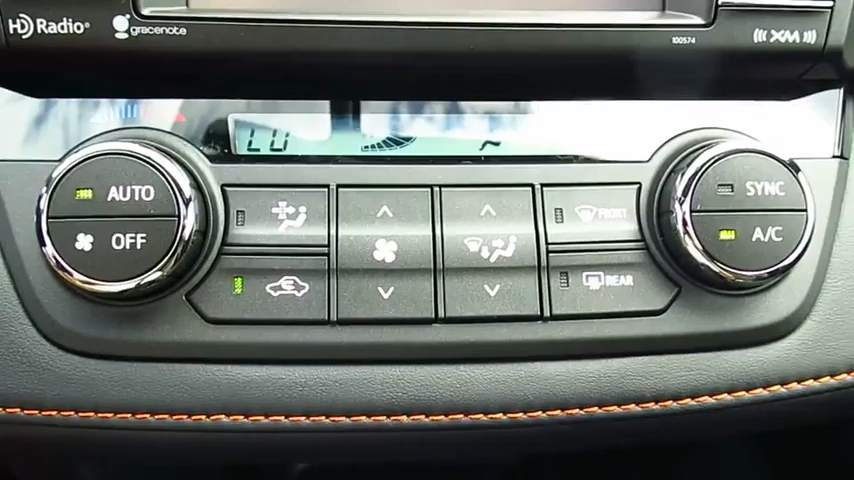 HD Radio®
gracenote
100574
XM
LO
AUTO
OFF
FRONT
REAR
SYNC
A/C